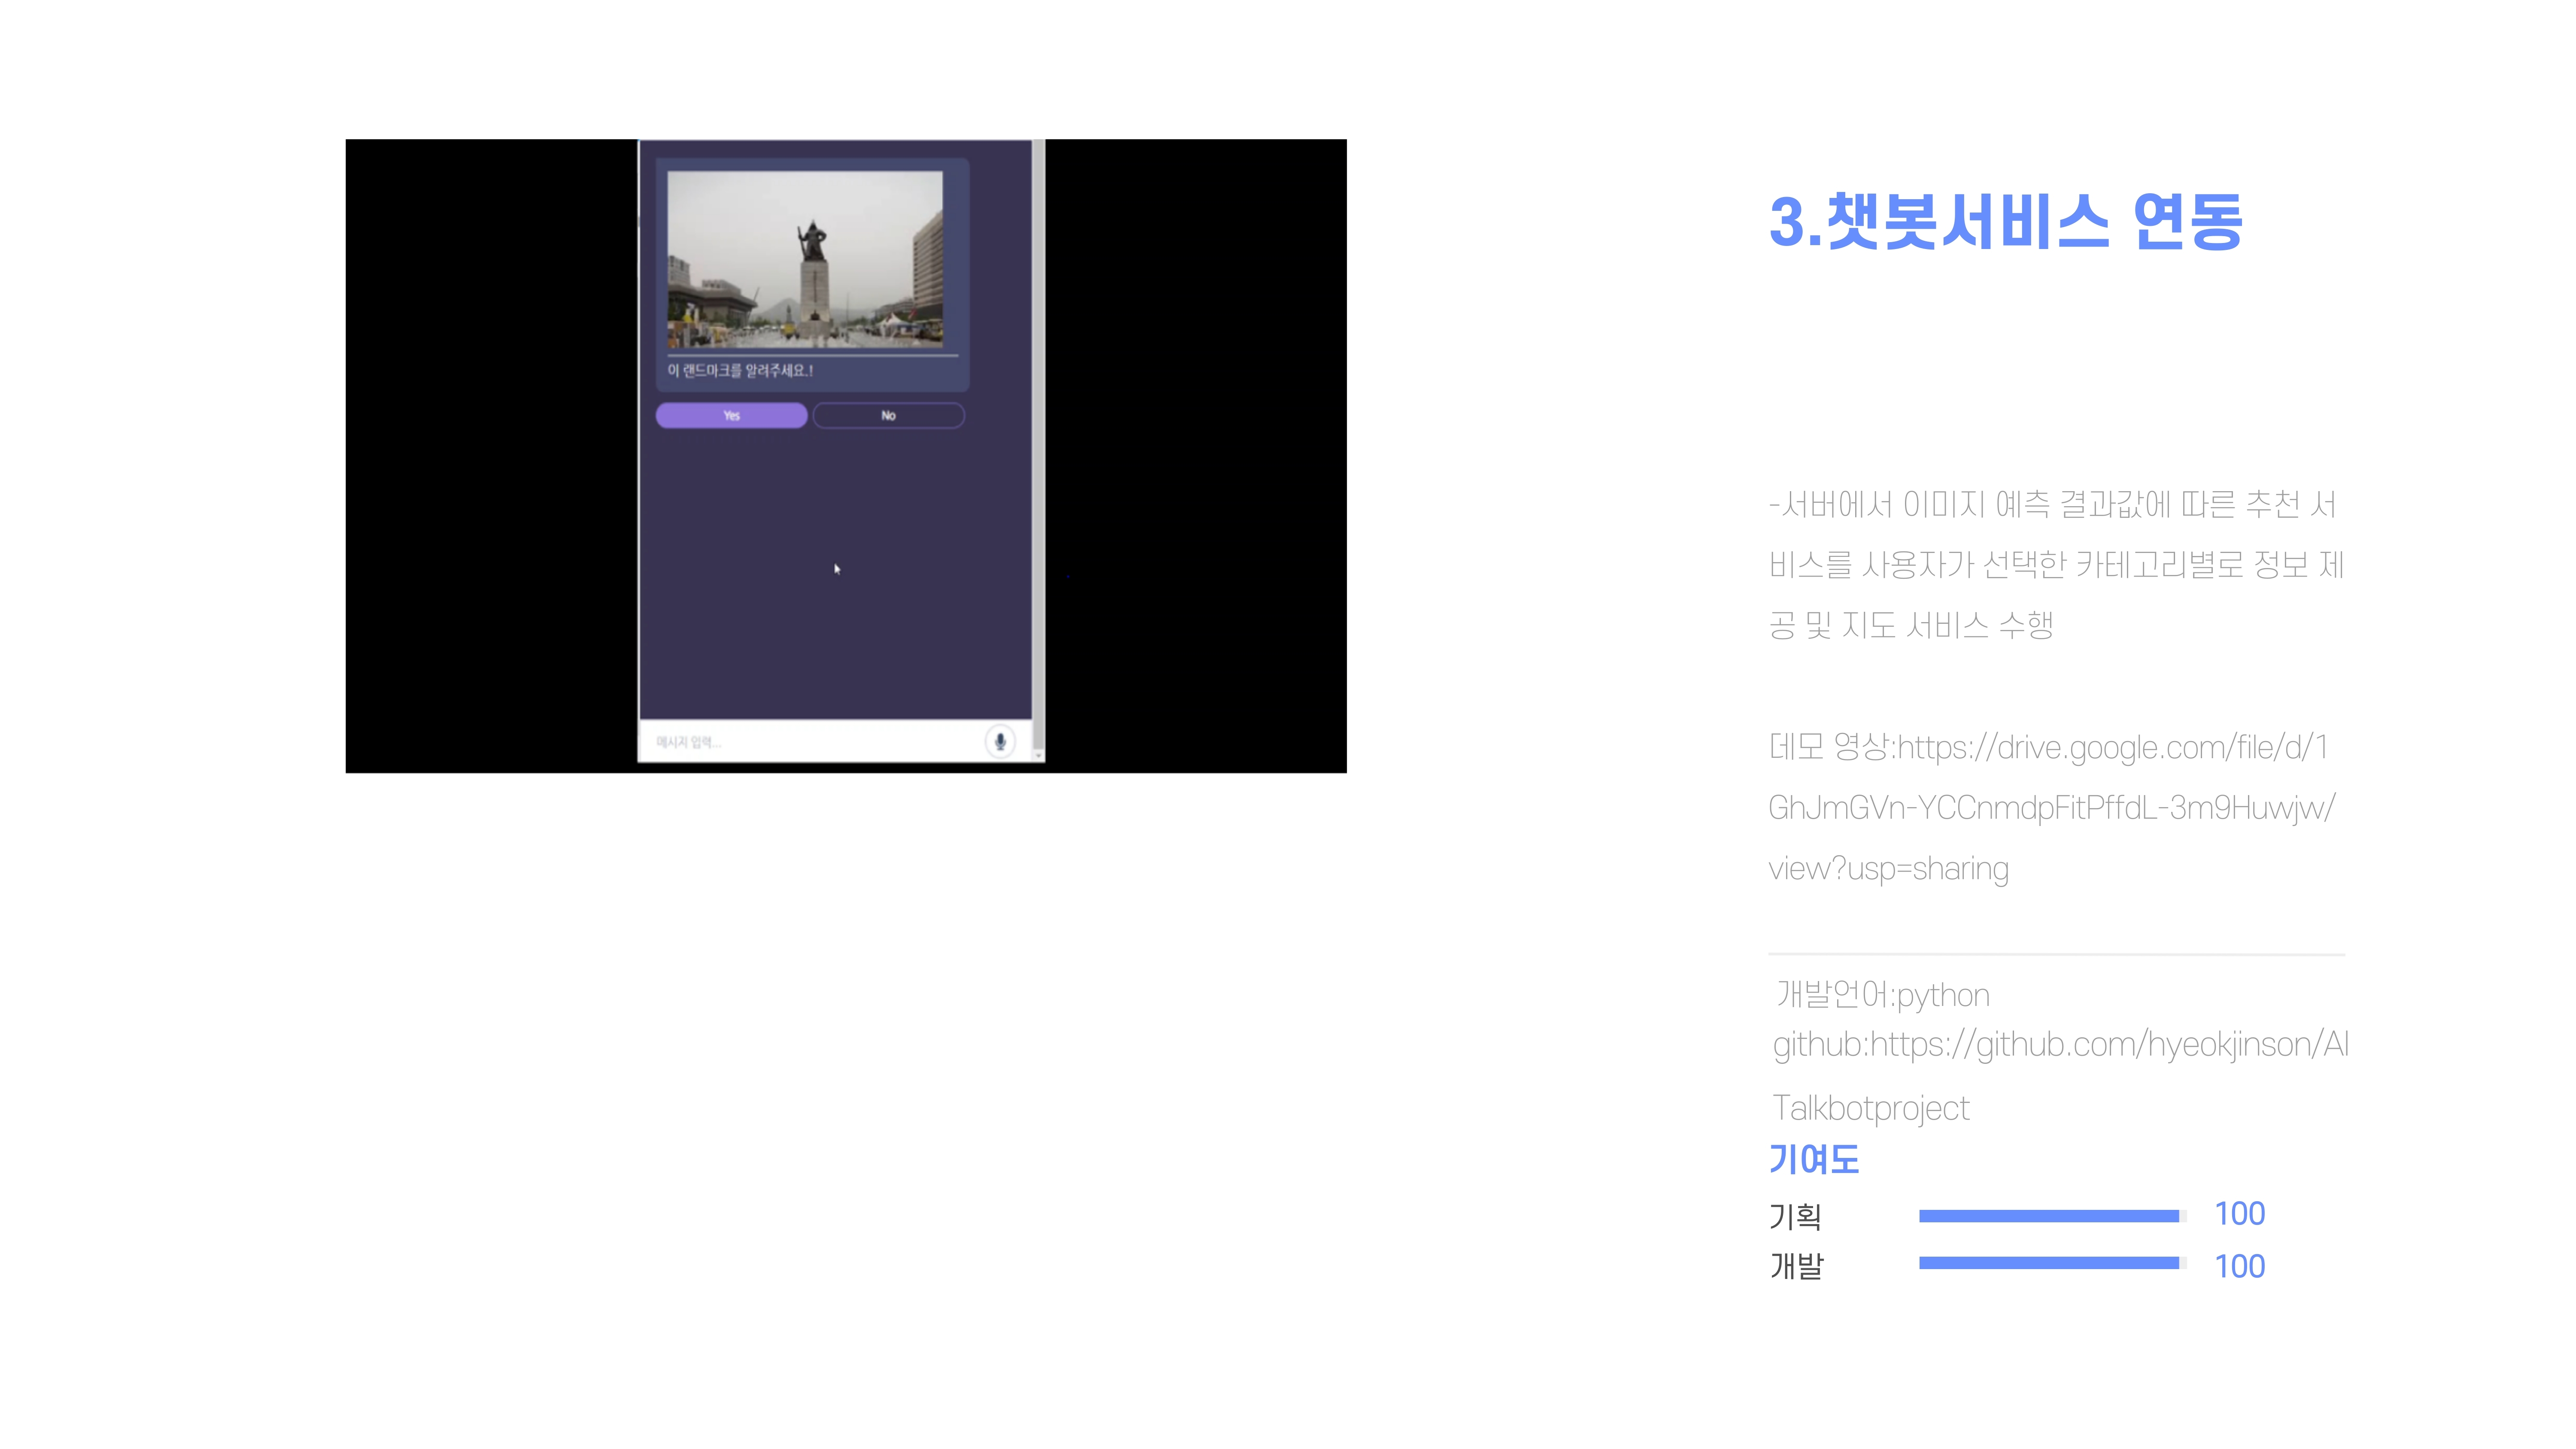 이 랜드마크를 알려주세요.!
Yes
No
메시지 입력...
3.챗봇서비스 연동
-서버에서 이미지 예측 결과값에 따른 추천 서
비스를 사용자가 선택한 카테고리별로 정보 제
공 및 지도 서비스 수행
데모 영상:https://drive.google.com/file/d/1
GhJmGVn-YCCnmdpFitPffdL-3m9Huwjw/
view?usp=sharing
개발언어:python
github:https://github.com/hyeokjinson/AI
Talkbotproject
기여도
기획 100
개발 100